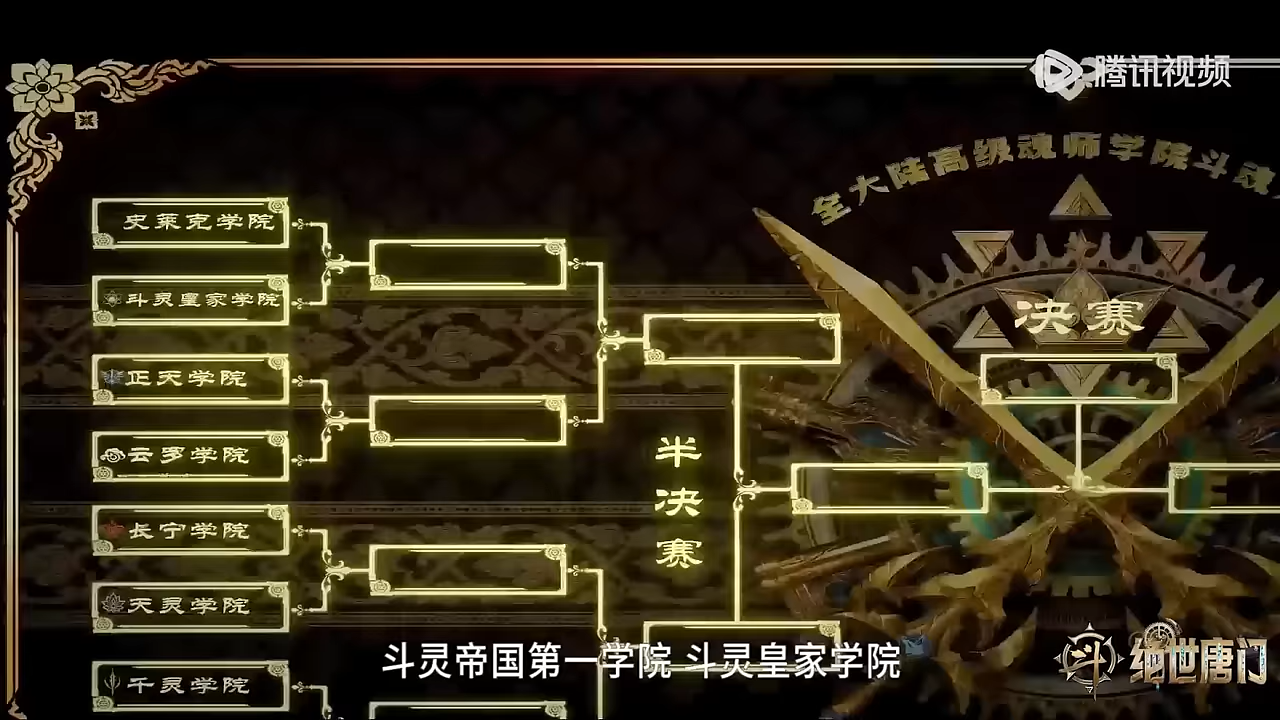 腾讯视频
全大陆高级魂师学院斗魂
史莱克学院
斗灵皇家学院
正天学院
云罗学院
长宁学院
天灵学院
千灵学院
半决赛
决赛
斗灵帝国第一学院 斗灵皇家学院
斗 绝世唐门